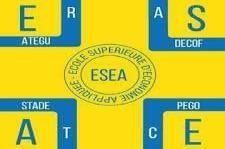 E R A S
ATEGU DECOF
ECOLE SUPERIEURE D'ECONOMIE APPLIQUEE -
ESEA
STADE PEGO
A T C E